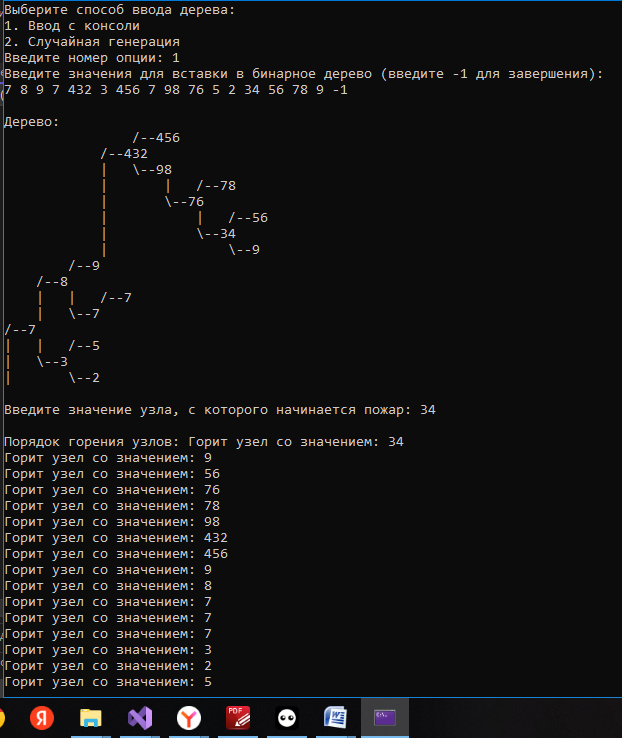 Выберите способ ввода дерева:
1. Ввод с консоли
2. Случайная генерация
Введите номер опции: 1
Введите значения для вставки в бинарное дерево (введите -1 для завершения):
7 8 9 7 432 3 456 7 98 76 5 2 34 56 78 9 -1

Дерево:
                /--456
            /--432
            |   \--98
            |       |   /--78
            |       \--76
            |           |   /--56
            |           \--34
            |               \--9
        /--9
    /--8
    |   |   /--7
    |   \--7
/--7
|   |   /--5
|   \--3
|       \--2

Введите значение узла, с которого начинается пожар: 34

Порядок горения узлов: Горит узел со значением: 34
Горит узел со значением: 9
Горит узел со значением: 56
Горит узел со значением: 76
Горит узел со значением: 78
Горит узел со значением: 98
Горит узел со значением: 432
Горит узел со значением: 456
Горит узел со значением: 9
Горит узел со значением: 8
Горит узел со значением: 7
Горит узел со значением: 7
Горит узел со значением: 7
Горит узел со значением: 3
Горит узел со значением: 2
Горит узел со значением: 5
Я Y PDF W C:\.